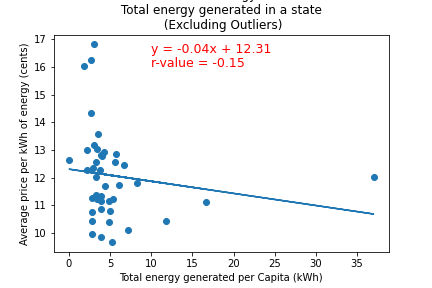 Total energy generated in a state
(Excluding Outliers)
y = -0.04x + 12.31
r-value = -0.15
Average price per kWh of energy (cents)
17
16
15
14
13
12
11
10
0
5
10
15
20
25
30
35
Total energy generated per Capita (kWh)